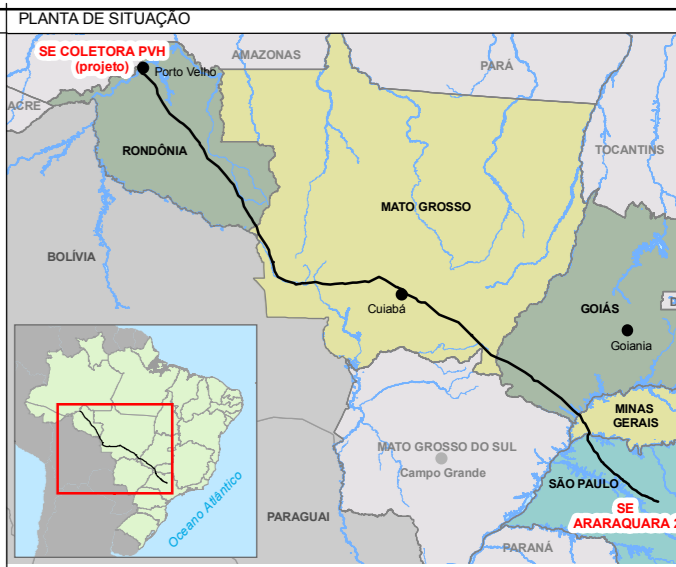 PLANTA DE SITUAÇÃO
SE COLETORA PVH
(projeto)
Porto Velho
AMAZONAS
PARÁ
ACRE
RONDÔNIA
TOCANTINS
MATO GROSSO
BOLÍVIA
Cuiabá
GOIÁS
D
Goiania
MINAS
GERAIS
MATO GROSSO DO SUL
Campo Grande
SÃO PAULO
SE
ARARAQUARA 2
PARAGUAI
PARANÁ
Oceano Atlântico